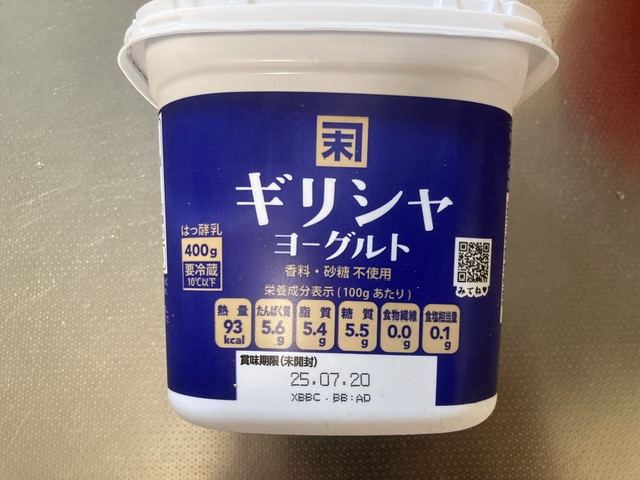 末
ギリシャ
ヨーグルト
はっ酵乳
400g
要冷蔵
10℃以下
香料・砂糖 不使用
みてね♥
栄養成分表示(100gあたり)
熱量 93 kcal
たんぱく質 5.6 g
脂質 5.4 g
糖質 5.5 g
食物繊維 0.0 g
食塩相当量 0.1 g
賞味期限(未開封)
25.07.20
XBBC . BB:AD